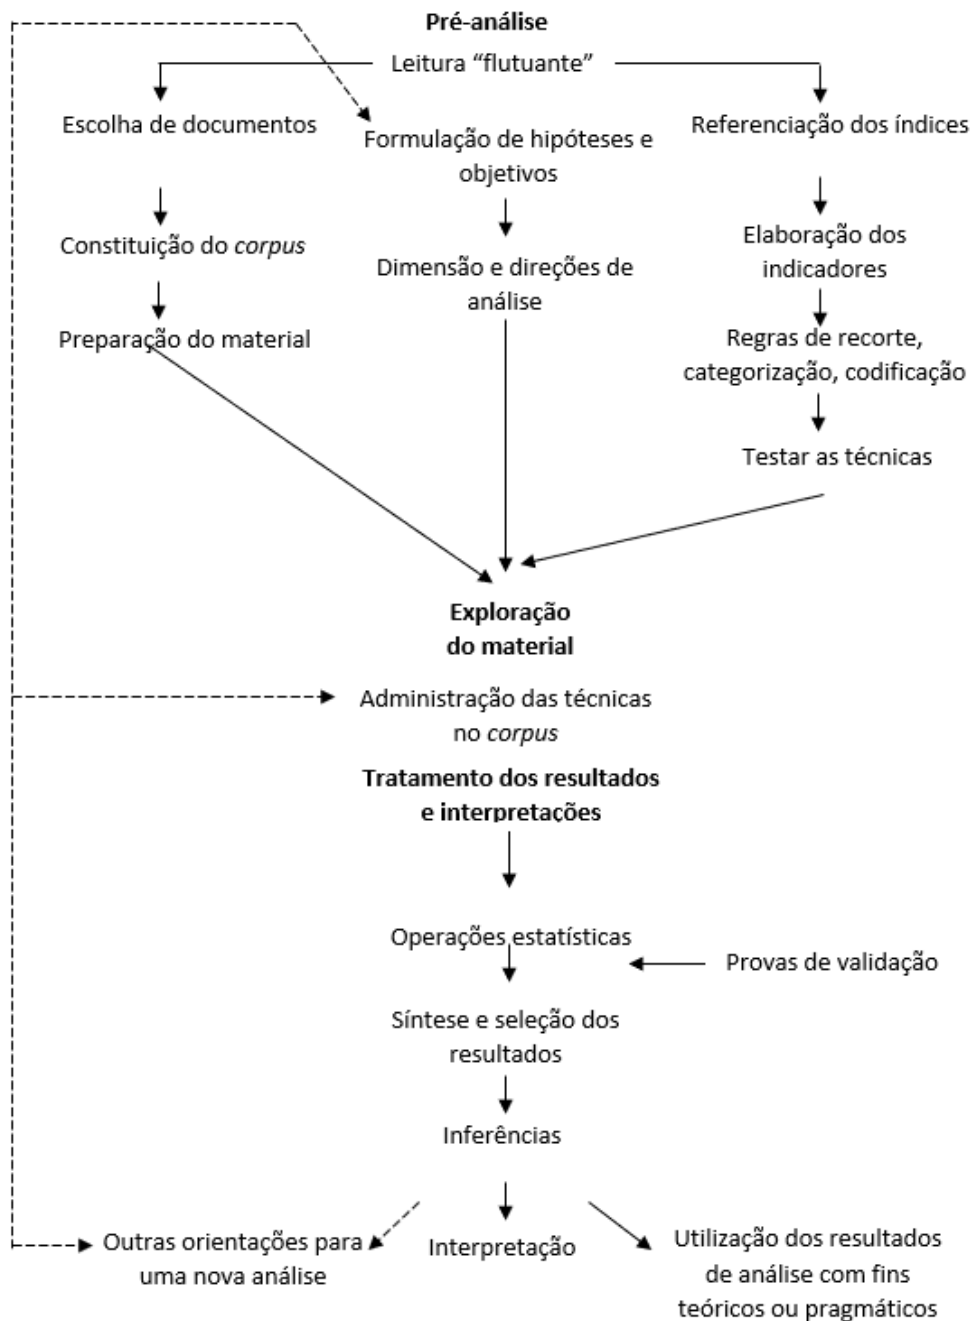 Pré-análise
Leitura “flutuante”
Escolha de documentos
Formulação de hipóteses e
objetivos
Referenciação dos índices
Constituição do corpus
Dimensão e direções de
análise
Elaboração dos
indicadores
Preparação do material
Regras de recorte,
categorização, codificação
Testar as técnicas
Exploração
do material
Administração das técnicas
no corpus
Tratamento dos resultados
e interpretações
Operações estatísticas
Provas de validação
Síntese e seleção dos
resultados
Inferências
Outras orientações para
uma nova análise
Interpretação
Utilização dos resultados
de análise com fins
teóricos ou pragmáticos